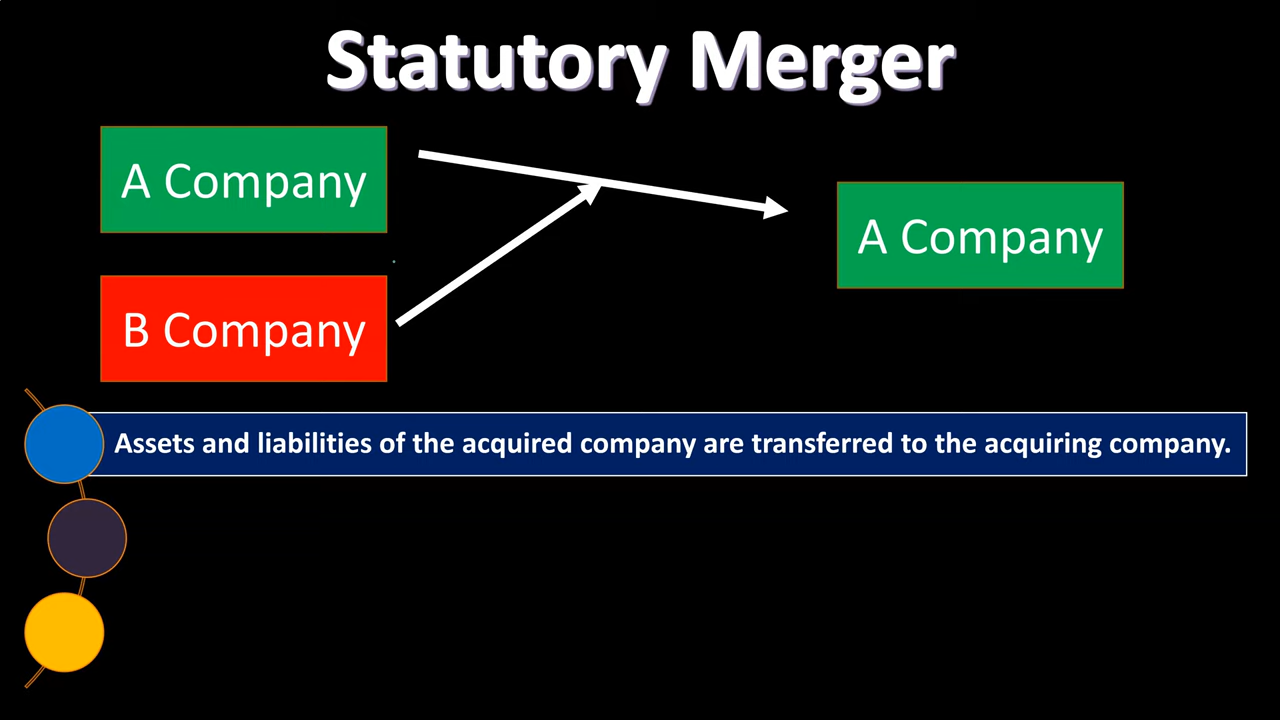 Statutory Merger
A Company
B Company
A Company
Assets and liabilities of the acquired company are transferred to the acquiring company.